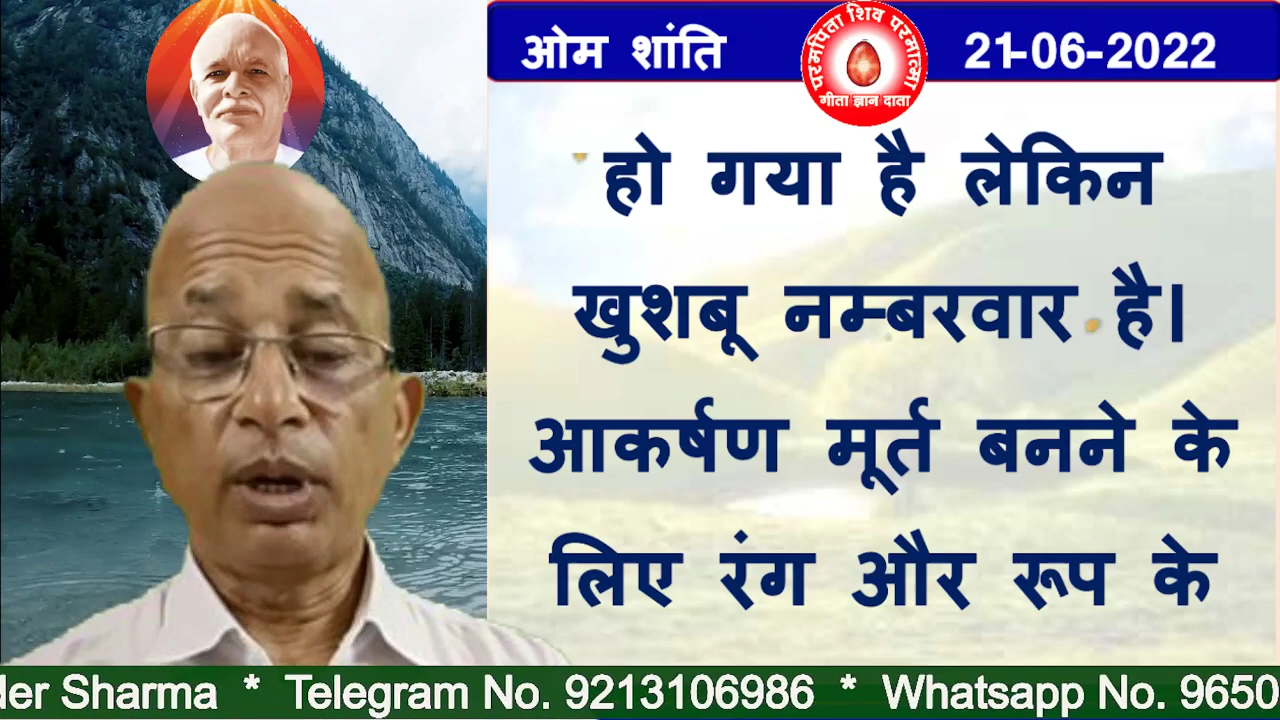 ओम शांति
परमपिता शिव परमात्मा
गीता ज्ञान दाता
21-06-2022
हो गया है लेकिन
खुशबू नम्बरवार है।
आकर्षण मूर्त बनने के
लिए रंग और रूप के
der Sharma * Telegram No. 9213106986 * Whatsapp No. 9650